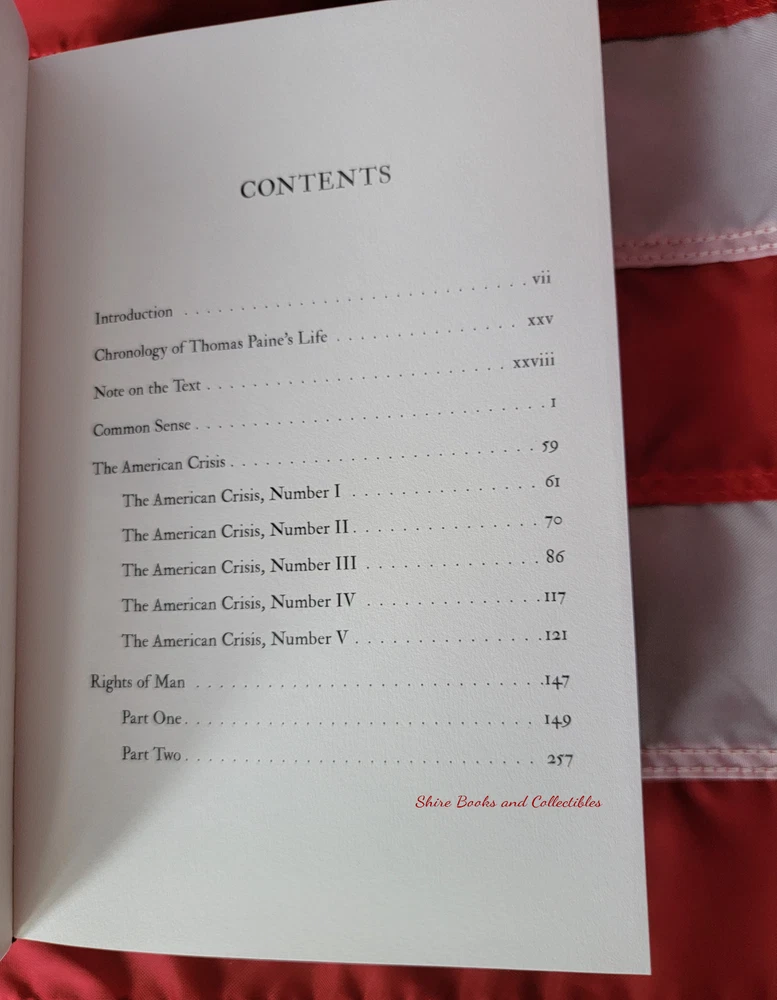 CONTENTS
Introduction . . . . . . . . . . . . . . . . . . . . . . . . . . . . . vii
Chronology of Thomas Paine's Life . . . . . . . . . . . . . . . xxv
Note on the Text . . . . . . . . . . . . . . . . . . . . . . . . . xxviii
Common Sense . . . . . . . . . . . . . . . . . . . . . . . . . . . . 1
The American Crisis . . . . . . . . . . . . . . . . . . . . . . . . . 59
The American Crisis, Number I . . . . . . . . . . . . . . . 61
The American Crisis, Number II . . . . . . . . . . . . . . 70
The American Crisis, Number III . . . . . . . . . . . . . . 86
The American Crisis, Number IV . . . . . . . . . . . . . . 117
The American Crisis, Number V . . . . . . . . . . . . . . . 121
Rights of Man . . . . . . . . . . . . . . . . . . . . . . . . . . . 147
Part One . . . . . . . . . . . . . . . . . . . . . . . . . . . . 149
Part Two . . . . . . . . . . . . . . . . . . . . . . . . . . . . 257
Shire Books and Collectibles